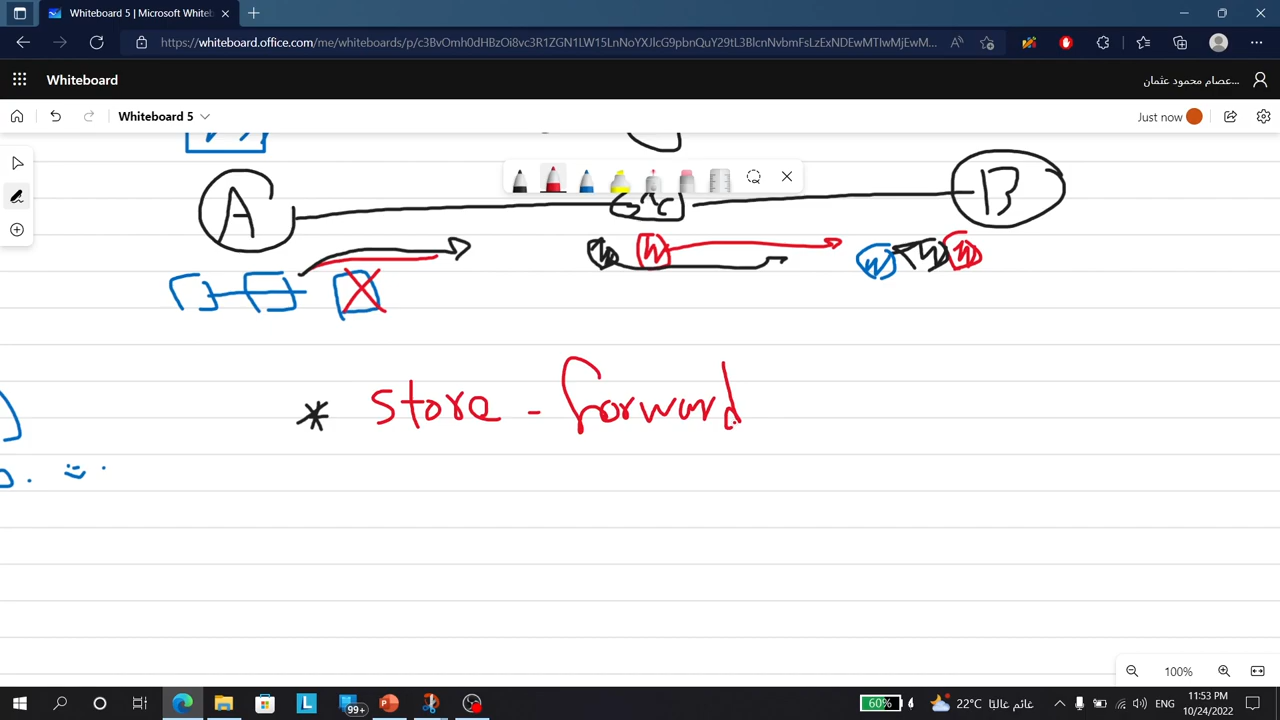 Whiteboard 5 | Microsoft Whiteb
https://whiteboard.office.com/me/whiteboards/p/c3BvOmh0dHBzOi8vc3R1ZGN1LW15LnNoYXJlcG9pbnQuY29tL3BlcnNvbmFsLzExNDEwMTIwMjEwM...
Whiteboard
عصام محمود عثمان...
Whiteboard 5
Just now
A
B
* store - forward
100%
99+
60%
22°C غائم غالبًا
ENG
11:53 PM
10/24/2022